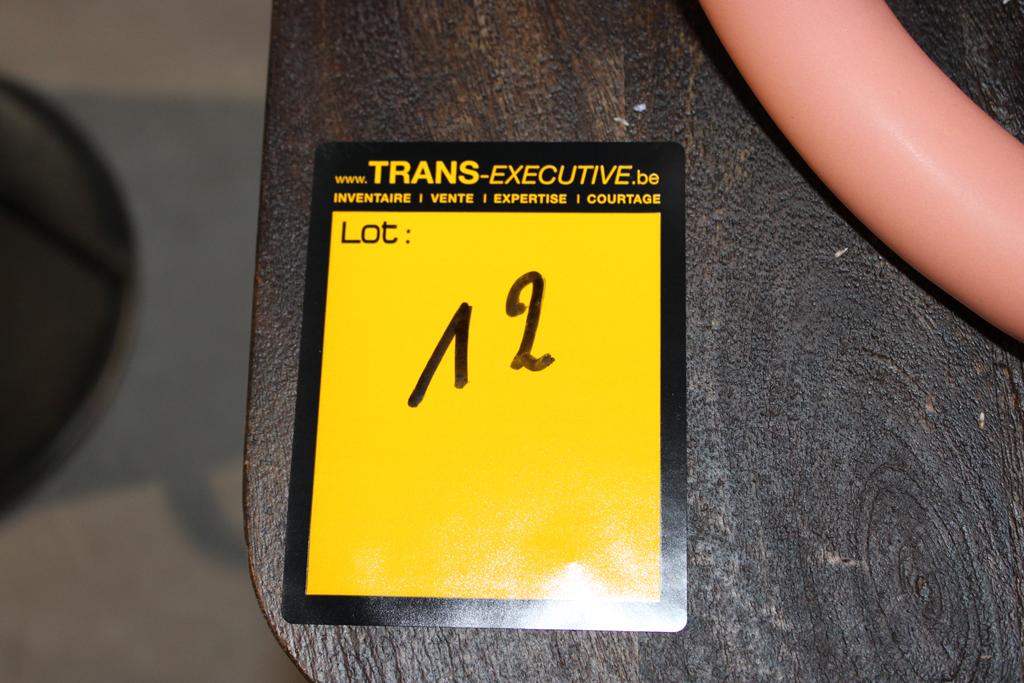 www.TRANS-EXECUTIVE.be
INVENTAIRE I VENTE I EXPERTISE I COURTAGE
Lot :
12